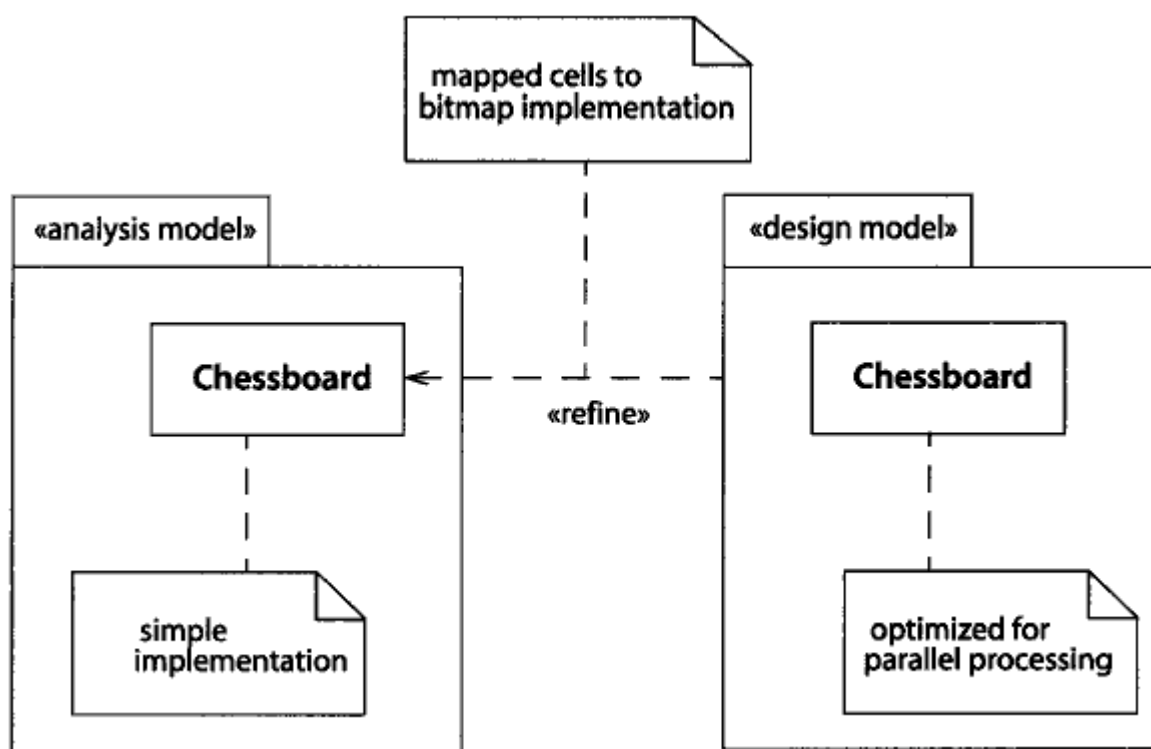 mapped cells to
bitmap implementation
«analysis model»
«design model»
Chessboard
Chessboard
«refine»
simple
implementation
optimized for
parallel processing